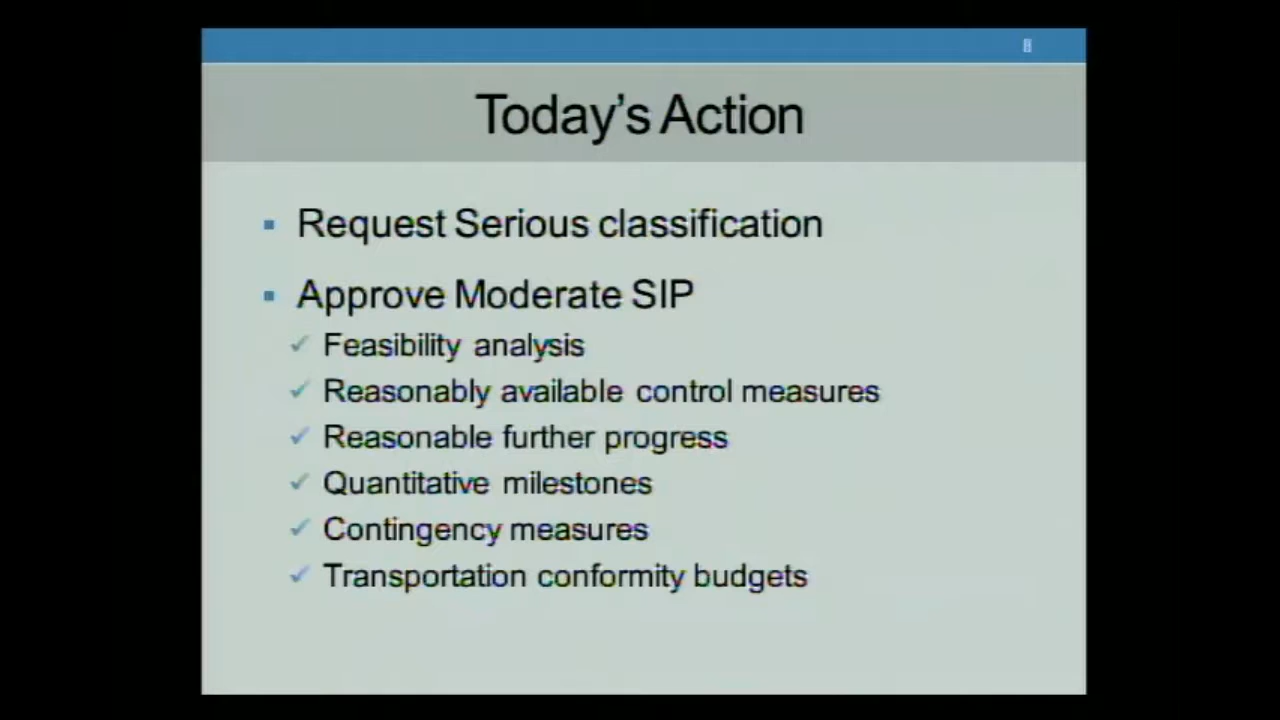 Today's Action
Request Serious classification
Approve Moderate SIP
Feasibility analysis
Reasonably available control measures
Reasonable further progress
Quantitative milestones
Contingency measures
Transportation conformity budgets